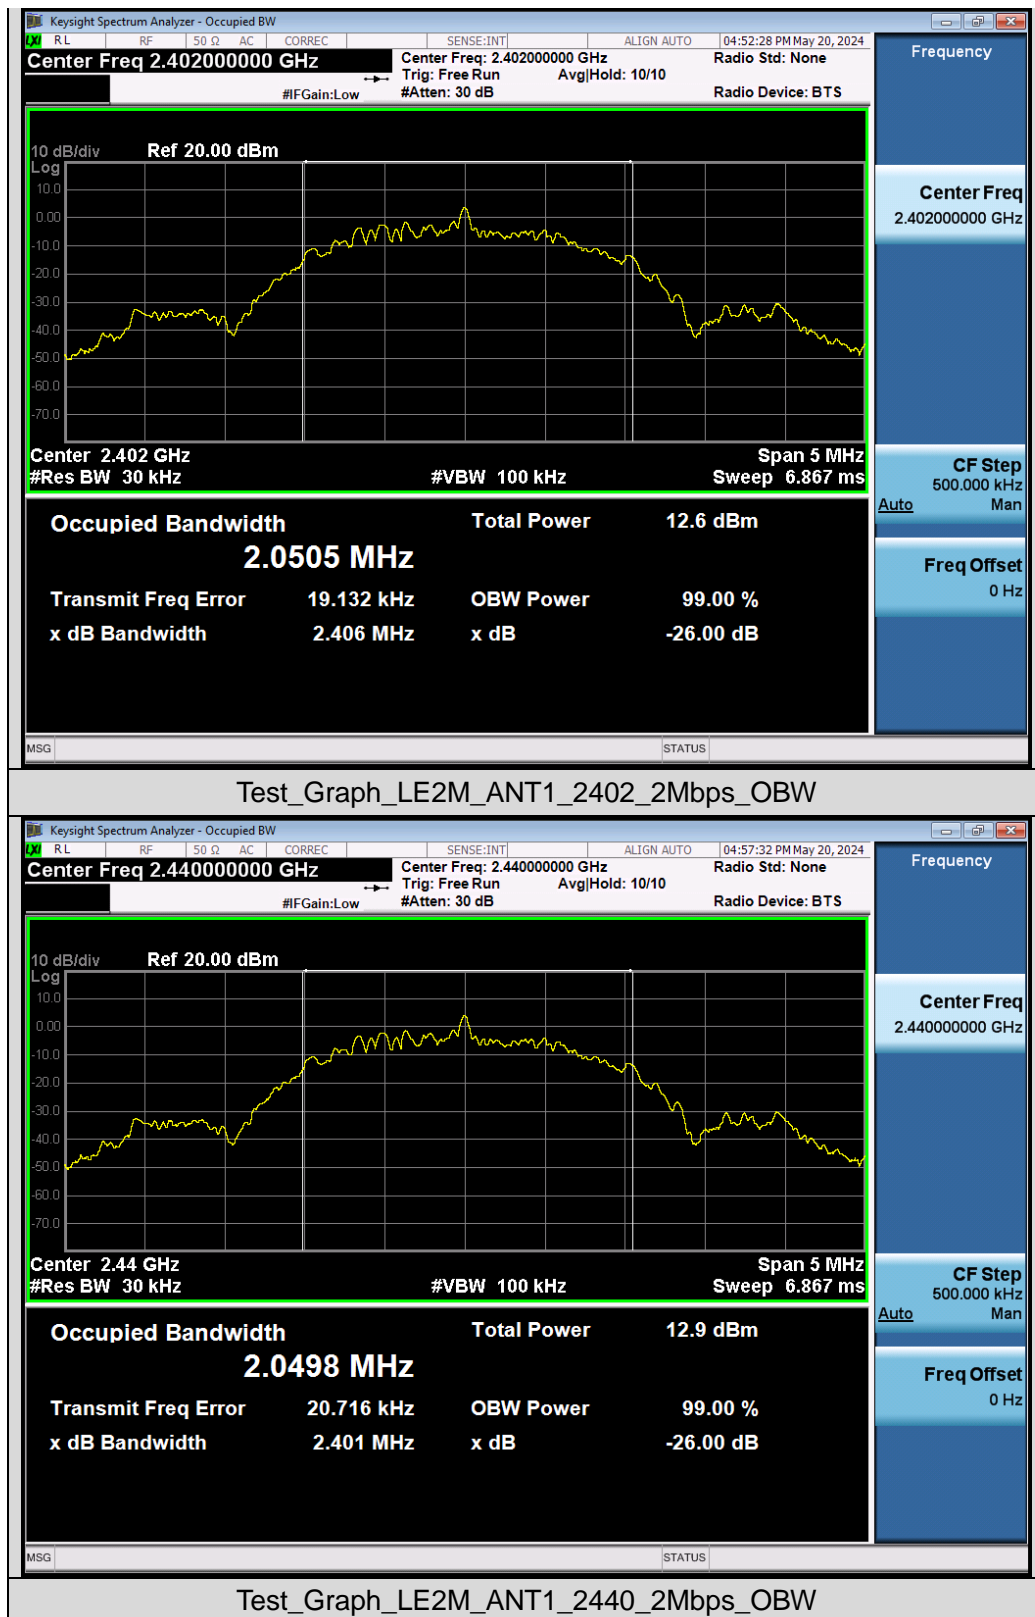 Keysight Spectrum Analyzer - Occupied BW
LXI RL RF 50 Ω AC CORREC SENSE:INT ALIGN AUTO 04:52:28 PM May 20, 2024
Center Freq 2.402000000 GHz Center Freq: 2.402000000 GHz Radio Std: None
Trig: Free Run Avg|Hold: 10/10
#IFGain:Low #Atten: 30 dB Radio Device: BTS
Frequency
10 dB/div Ref 20.00 dBm
Log
10.0
0.00
-10.0
-20.0
-30.0
-40.0
-50.0
-60.0
-70.0
Center 2.402 GHz Span 5 MHz
#Res BW 30 kHz #VBW 100 kHz Sweep 6.867 ms
Center Freq
2.402000000 GHz
CF Step
500.000 kHz
Auto Man
Freq Offset
0 Hz
Occupied Bandwidth Total Power 12.6 dBm
2.0505 MHz
Transmit Freq Error 19.132 kHz OBW Power 99.00 %
x dB Bandwidth 2.406 MHz x dB -26.00 dB
MSG STATUS
Test_Graph_LE2M_ANT1_2402_2Mbps_OBW
Keysight Spectrum Analyzer - Occupied BW
LXI RL RF 50 Ω AC CORREC SENSE:INT ALIGN AUTO 04:57:32 PM May 20, 2024
Center Freq 2.440000000 GHz Center Freq: 2.440000000 GHz Radio Std: None
Trig: Free Run Avg|Hold: 10/10
#IFGain:Low #Atten: 30 dB Radio Device: BTS
Frequency
10 dB/div Ref 20.00 dBm
Log
10.0
0.00
-10.0
-20.0
-30.0
-40.0
-50.0
-60.0
-70.0
Center 2.44 GHz Span 5 MHz
#Res BW 30 kHz #VBW 100 kHz Sweep 6.867 ms
Center Freq
2.440000000 GHz
CF Step
500.000 kHz
Auto Man
Freq Offset
0 Hz
Occupied Bandwidth Total Power 12.9 dBm
2.0498 MHz
Transmit Freq Error 20.716 kHz OBW Power 99.00 %
x dB Bandwidth 2.401 MHz x dB -26.00 dB
MSG STATUS
Test_Graph_LE2M_ANT1_2440_2Mbps_OBW